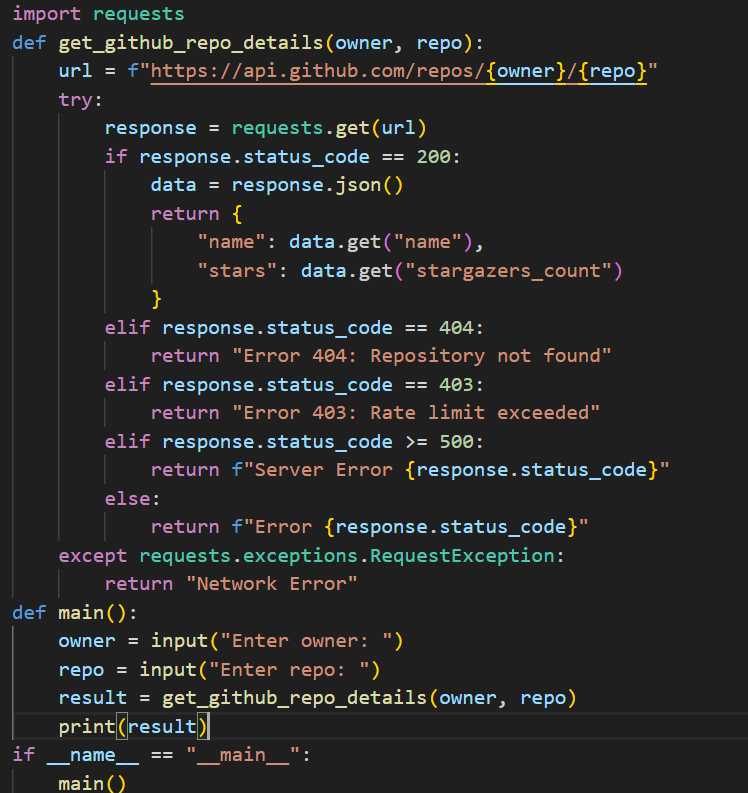 import requests
def get_github_repo_details(owner, repo):
    url = f"https://api.github.com/repos/{owner}/{repo}"
    try:
        response = requests.get(url)
        if response.status_code == 200:
            data = response.json()
            return {
                "name": data.get("name"),
                "stars": data.get("stargazers_count")
            }
        elif response.status_code == 404:
            return "Error 404: Repository not found"
        elif response.status_code == 403:
            return "Error 403: Rate limit exceeded"
        elif response.status_code >= 500:
            return f"Server Error {response.status_code}"
        else:
            return f"Error {response.status_code}"
    except requests.exceptions.RequestException:
        return "Network Error"
def main():
    owner = input("Enter owner: ")
    repo = input("Enter repo: ")
    result = get_github_repo_details(owner, repo)
    print(result)
if __name__ == "__main__":
    main()